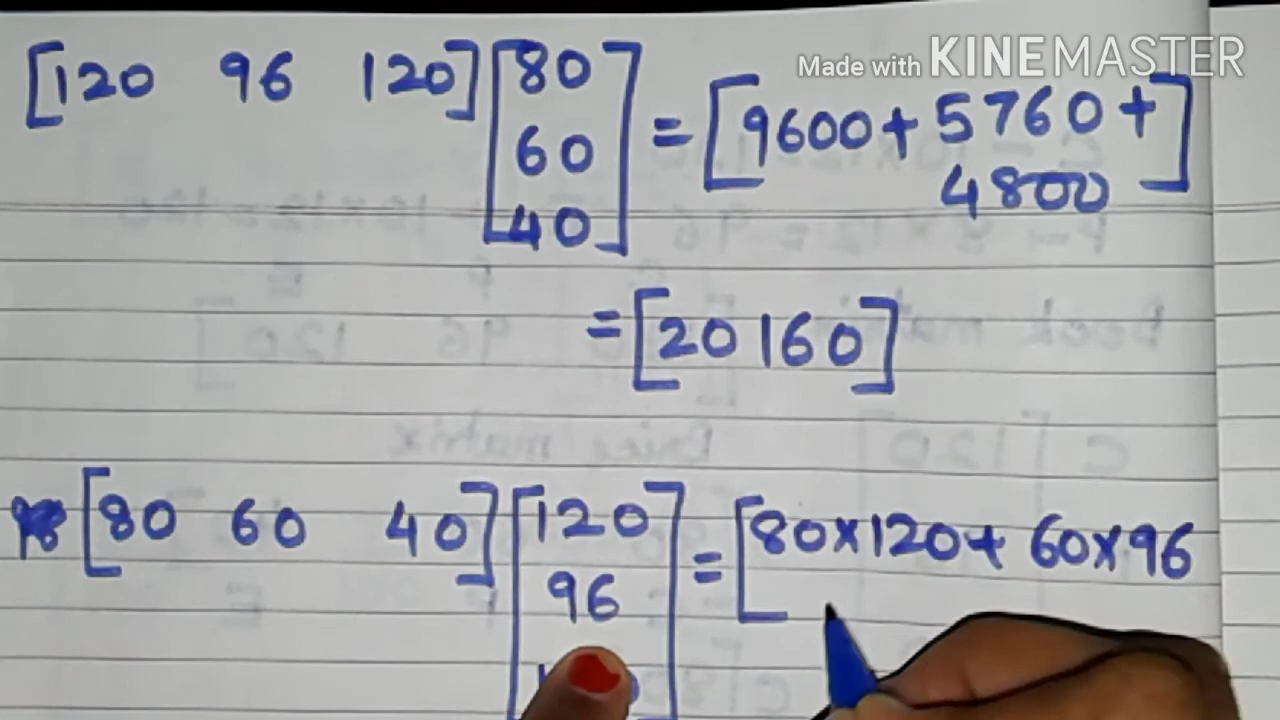 Made with KINEMASTER
[120 96 120] [80 60 40] = [9600 + 5760 + 4800]
= [20160]
[80 60 40] [120 96] = [80×120+ 60×96